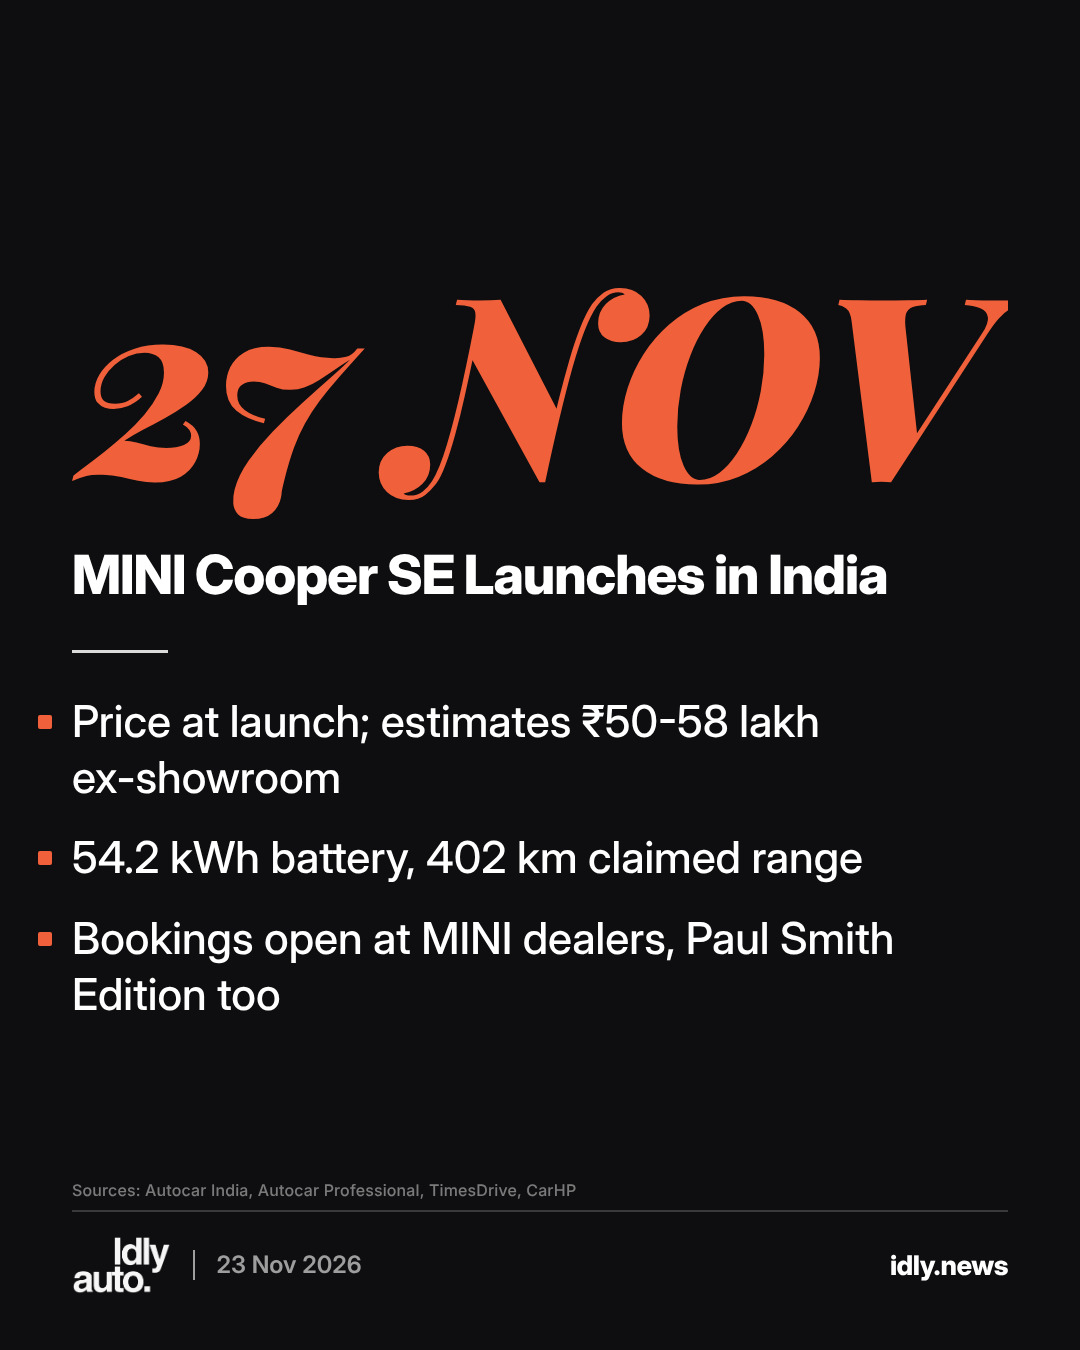 27 NOV
MINI Cooper SE Launches in India
Price at launch; estimates ₹50-58 lakh
ex-showroom
54.2 kWh battery, 402 km claimed range
Bookings open at MINI dealers, Paul Smith
Edition too
Sources: Autocar India, Autocar Professional, TimesDrive, CarHP
Idly
auto.
23 Nov 2026
idly.news